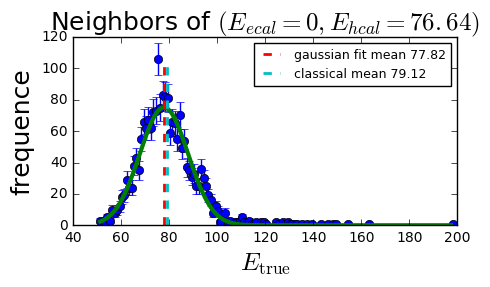 Neighbors of (E_ecal = 0, E_hcal = 76.64)
120
100
80
60
40
20
0
frequence
gaussian fit mean 77.82
classical mean 79.12
40 60 80 100 120 140 160 180 200
E_true